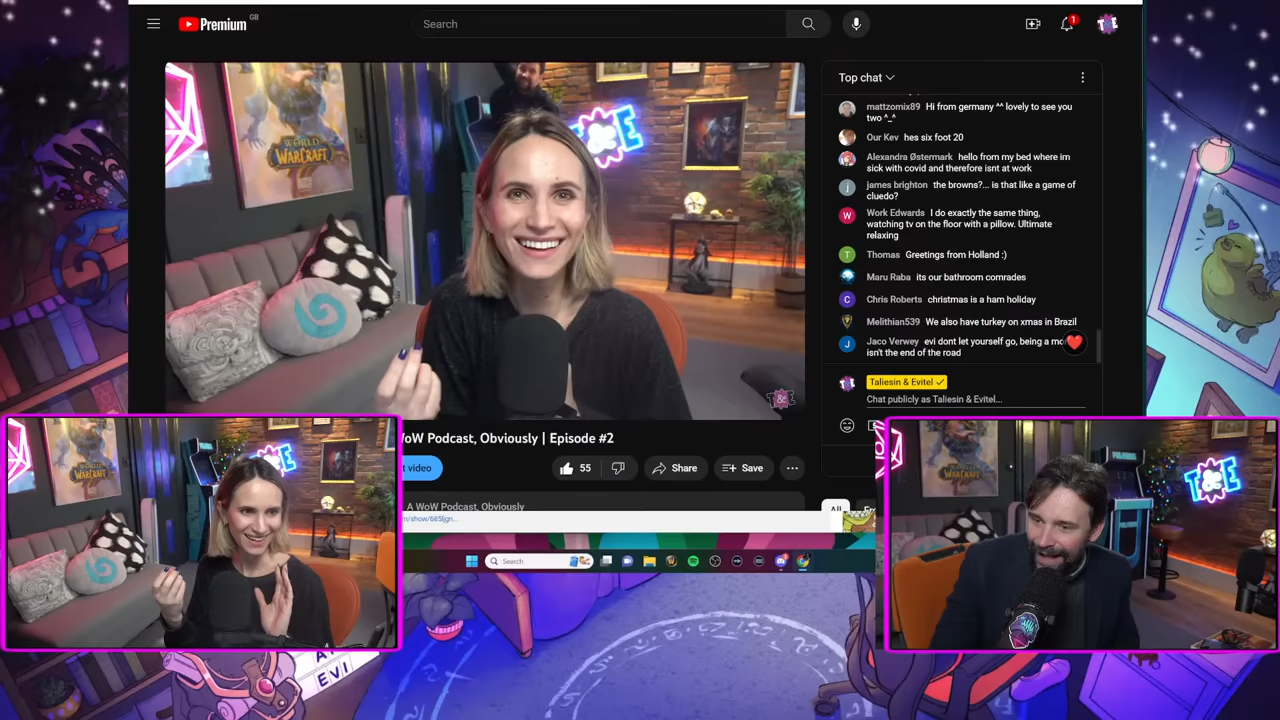 Premium GB
Search
1
T&E
WORLD
WARCRAFT
Top chat
mattzomix89 Hi from germany ^^ lovely to see you
two ^_^
Our Kev hes six foot 20
Alexandra Østermark hello from my bed where im
sick with covid and therefore isnt at work
james brighton the browns?... is that like a game of
cluedo?
Work Edwards I do exactly the same thing,
watching tv on the floor with a pillow. Ultimate
relaxing
Thomas Greetings from Holland :)
Maru Raba its our bathroom comrades
Chris Roberts christmas is a ham holiday
Melithian539 We also have turkey on xmas in Brazil
Jaco Verwey evi dont let yourself go, being a mo
isn't the end of the road
Taliesin & Evitel
Chat publicly as Taliesin & Evitel...
WoW Podcast, Obviously | Episode #2
t video
55
Share
Save
A WoW Podcast, Obviously
All
Search
EVI